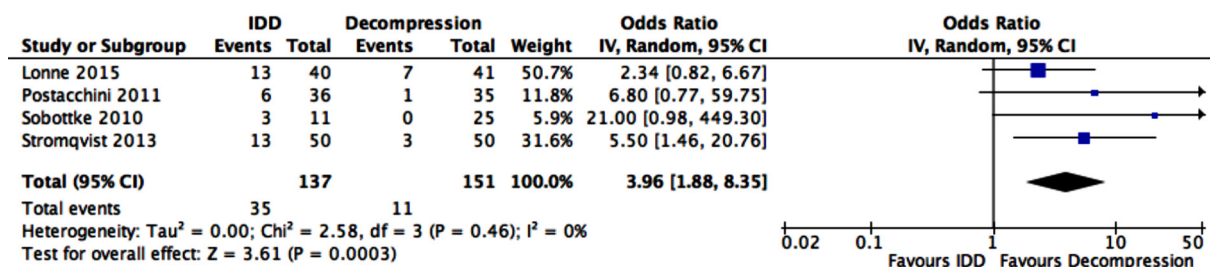 IDD Decompression Odds Ratio Odds Ratio
Study or Subgroup Events Total Events Total Weight IV, Random, 95% CI IV, Random, 95% CI
Lonne 2015 13 40 7 41 50.7% 2.34 [0.82, 6.67]
Postacchini 2011 6 36 1 35 11.8% 6.80 [0.77, 59.75]
Sobottke 2010 3 11 0 25 5.9% 21.00 [0.98, 449.30]
Stromqvist 2013 13 50 3 50 31.6% 5.50 [1.46, 20.76]
Total (95% CI) 137 151 100.0% 3.96 [1.88, 8.35]
Total events 35 11
Heterogeneity: Tau² = 0.00; Chi² = 2.58, df = 3 (P = 0.46); I² = 0%
Test for overall effect: Z = 3.61 (P = 0.0003)
0.02 0.1 1 10 50
Favours IDD Favours Decompression